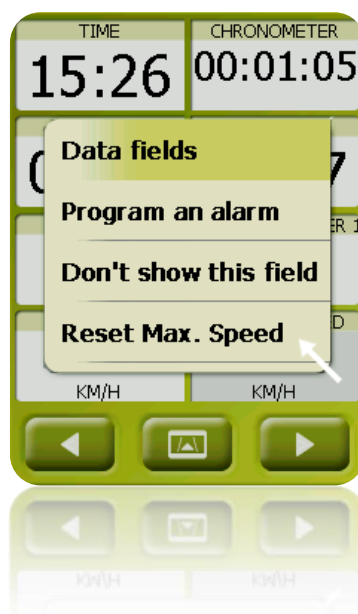 TIME CHRONOMETER
15:26 00:01:05
Data fields
Program an alarm
Don't show this field
Reset Max. Speed
KM/H KM/H